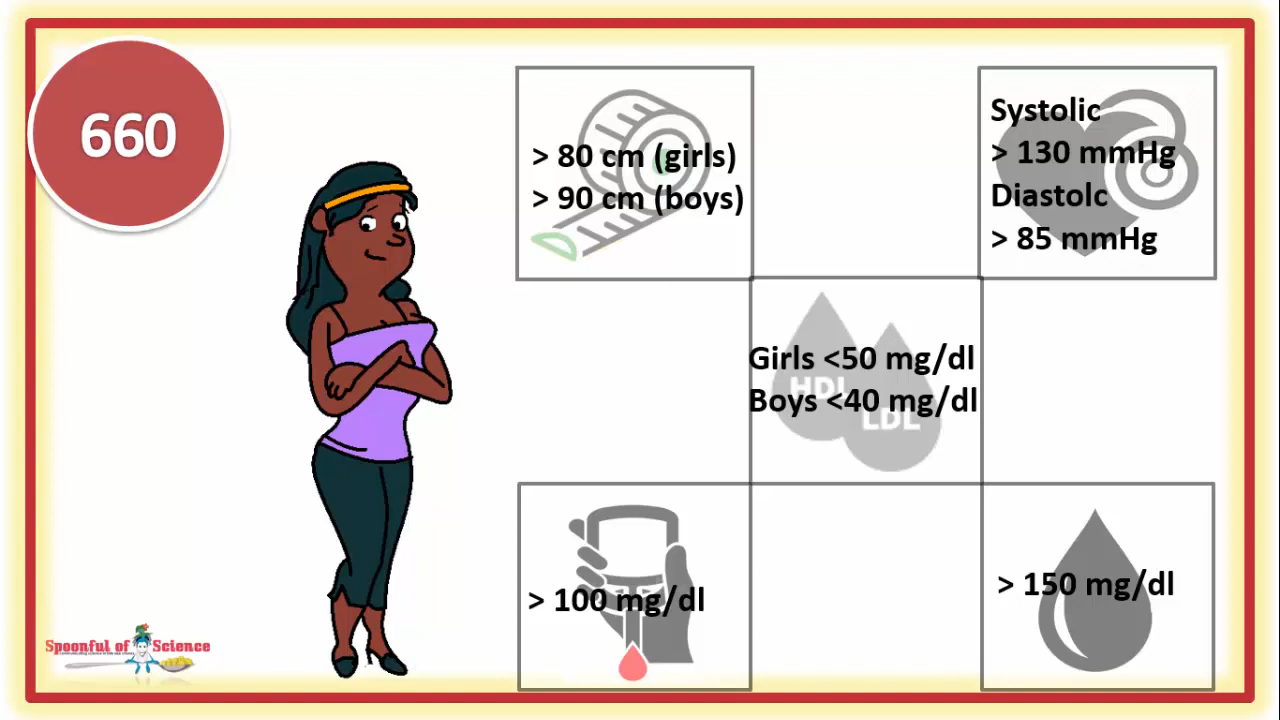 660
> 80 cm (girls)
> 90 cm (boys)
Systolic
> 130 mmHg
Diastolc
> 85 mmHg
Girls <50 mg/dl
Boys <40 mg/dl
HDL
LDL
> 100 mg/dl
> 150 mg/dl
Spoonful of Science